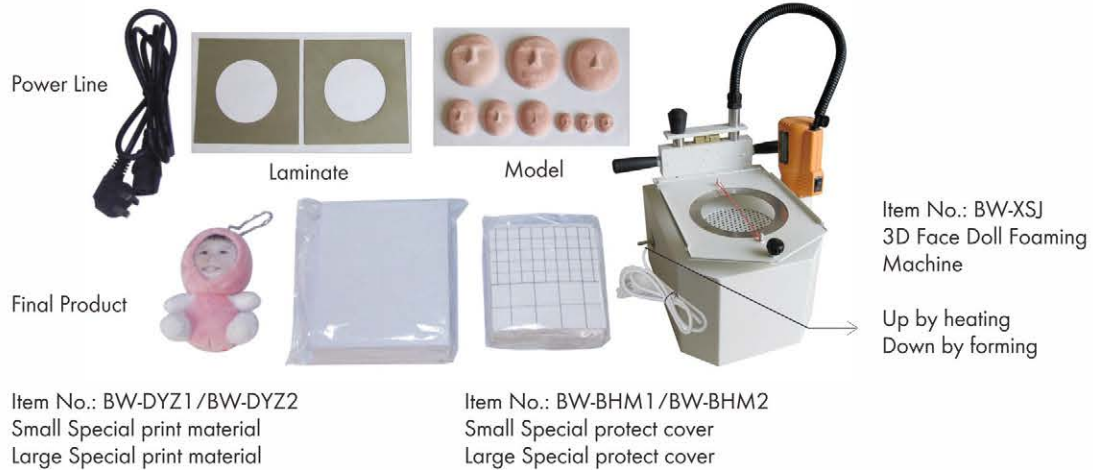 Power Line
Laminate
Model
Item No.: BW-XSJ
3D Face Doll Foaming
Machine
Up by heating
Down by forming
Final Product
Item No.: BW-DYZ1/BW-DYZ2
Small Special print material
Large Special print material
Item No.: BW-BHM1/BW-BHM2
Small Special protect cover
Large Special protect cover